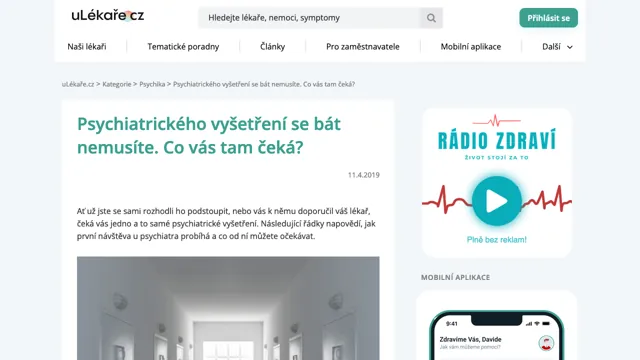 uLékaře.cz
Hledejte lékaře, nemoci, symptomy
Přihlásit se
Naši lékaři
Tematické poradny
Články
Pro zaměstnavatele
Mobilní aplikace
Další
uLékaře.cz > Kategorie > Psychika > Psychiatrického vyšetření se bát nemusíte. Co vás tam čeká?
Psychiatrického vyšetření se bát
nemusíte. Co vás tam čeká?
11.4.2019
Ať už jste se sami rozhodli ho podstoupit, nebo vás k němu doporučil váš lékař,
čeká vás jedno a to samé psychiatrické vyšetření. Následující řádky napovědí, jak
první návštěva u psychiatra probíhá a co od ní můžete očekávat.
RÁDIO ZDRAVÍ
ŽIVOT STOJÍ ZA TO
Plně bez reklam!
MOBILNÍ APLIKACE
9:41
Zdravíme Vás, Davide
Jak vám můžeme pomoci?